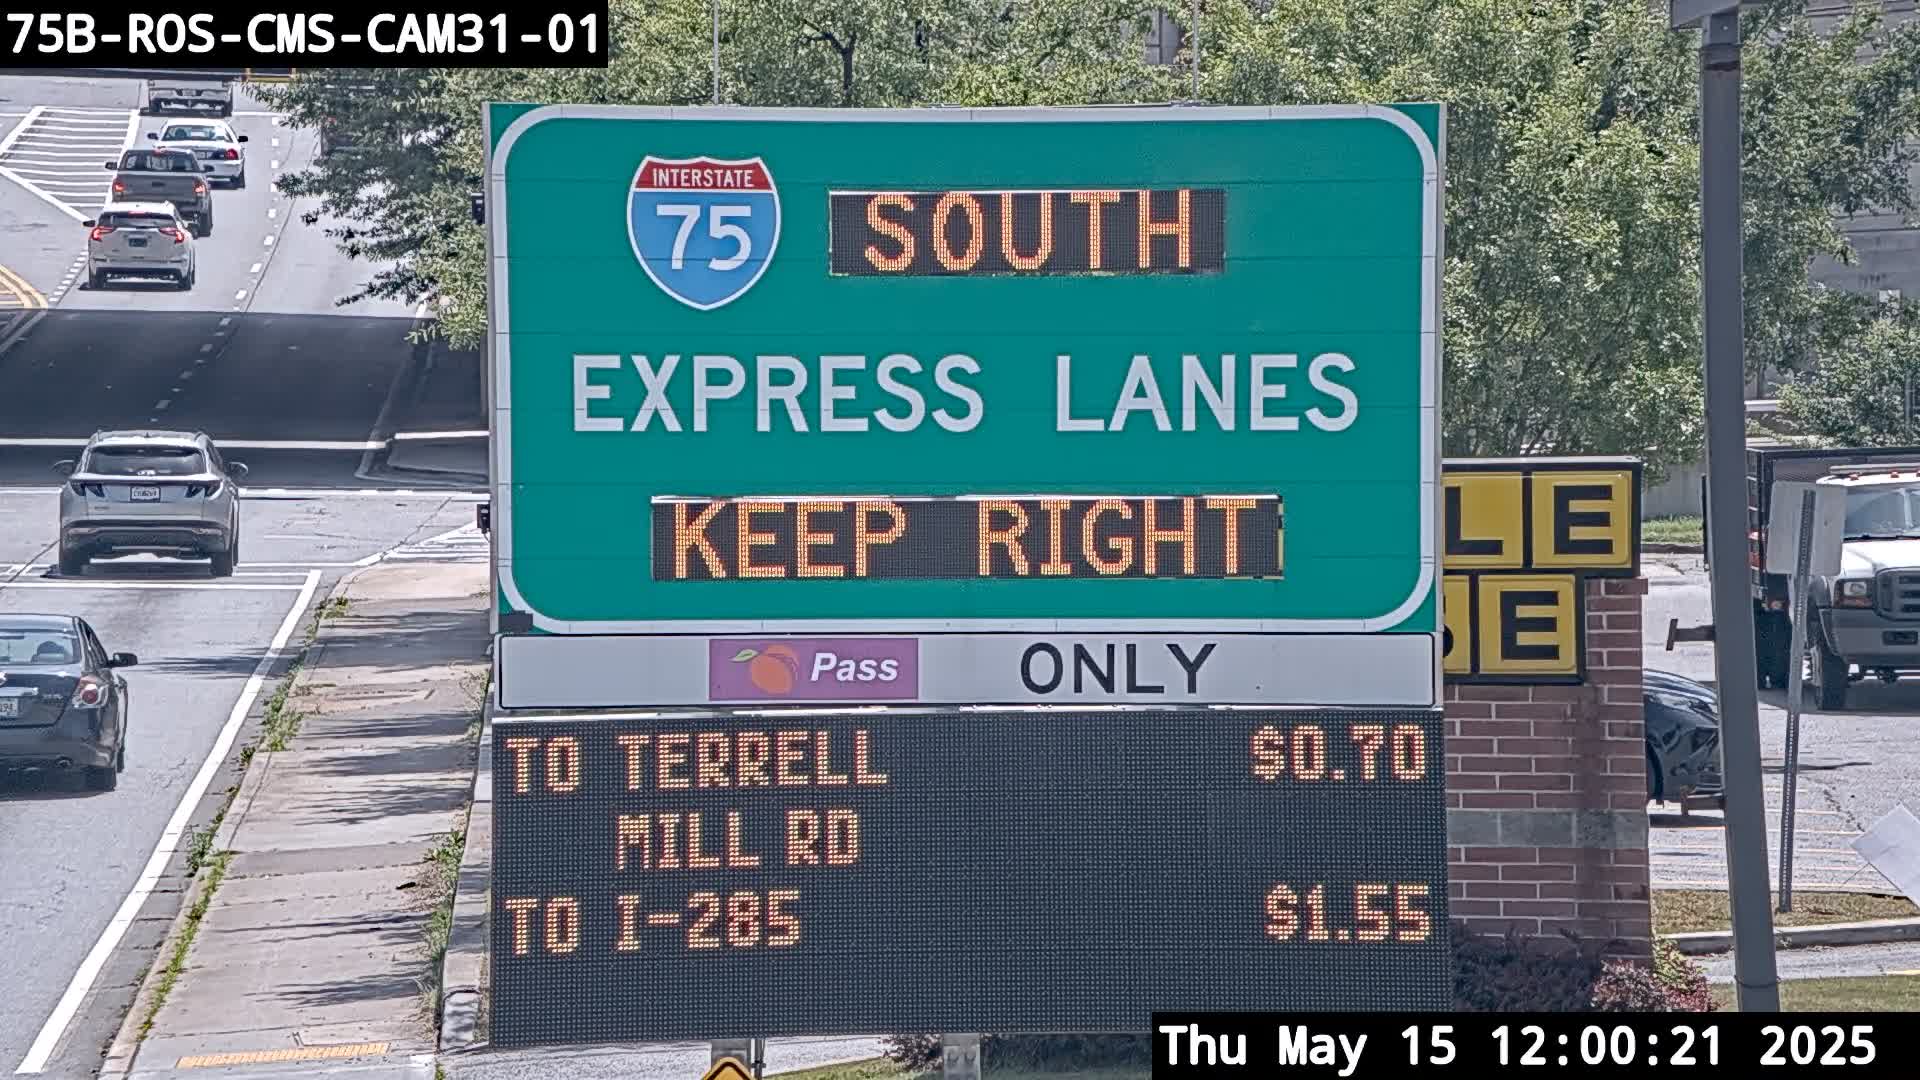 75B-ROS-CMS-CAM31-01
INTERSTATE
75
SOUTH
EXPRESS LANES
KEEP RIGHT
Pass ONLY
TO TERRELL $0.70
MILL RD
TO I-285 $1.55
LE
E
Thu May 15 12:00:21 2025